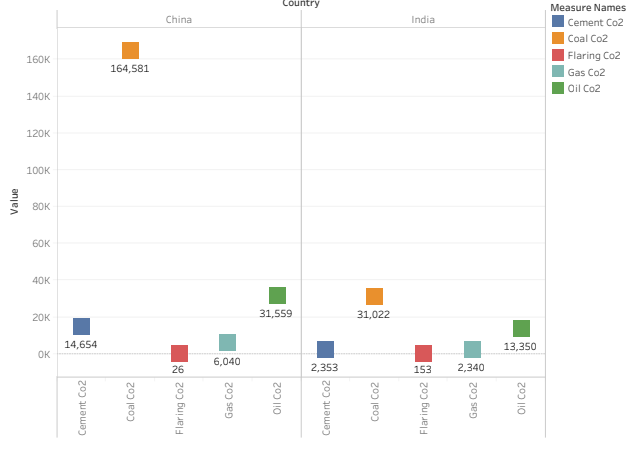 Country
China
India
Measure Names
Cement Co2
Coal Co2
Flaring Co2
Gas Co2
Oil Co2
Value
160K
140K
120K
100K
80K
60K
40K
20K
0K
164,581
14,654
26
6,040
31,559
2,353
31,022
153
2,340
13,350
Cement Co2
Coal Co2
Flaring Co2
Gas Co2
Oil Co2
Cement Co2
Coal Co2
Flaring Co2
Gas Co2
Oil Co2